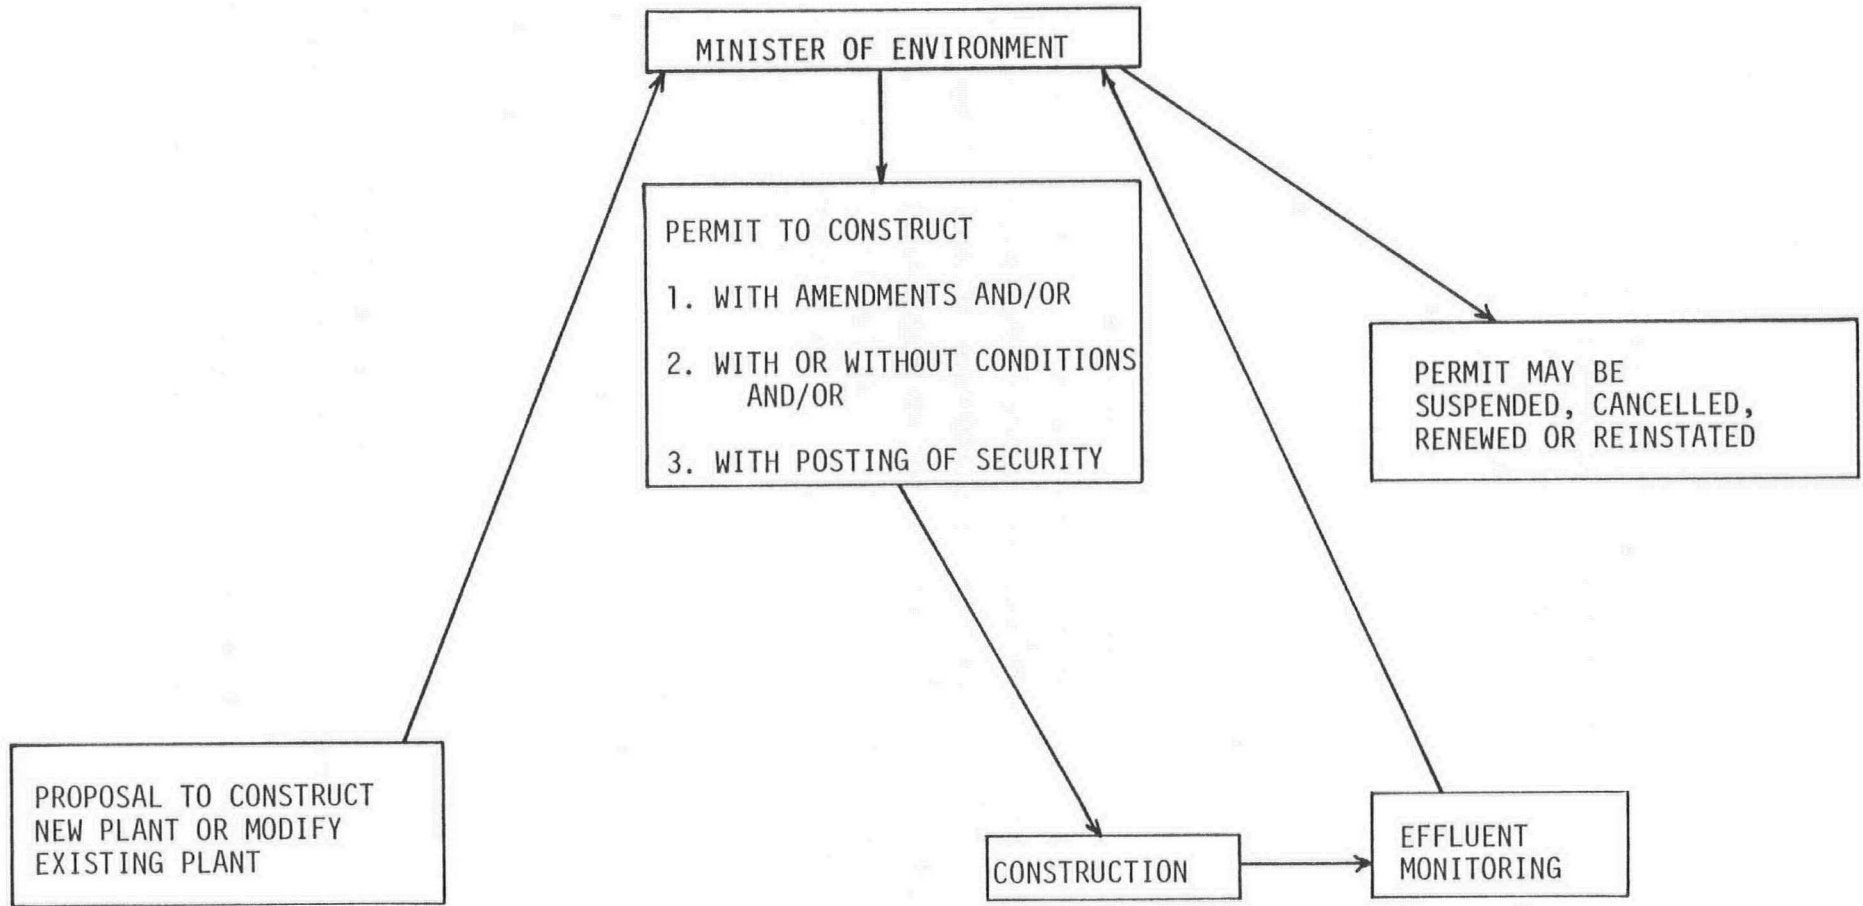 MINISTER OF ENVIRONMENT
PERMIT TO CONSTRUCT
1. WITH AMENDMENTS AND/OR
2. WITH OR WITHOUT CONDITIONS
AND/OR
3. WITH POSTING OF SECURITY
PERMIT MAY BE
SUSPENDED, CANCELLED,
RENEWED OR REINSTATED
PROPOSAL TO CONSTRUCT
NEW PLANT OR MODIFY
EXISTING PLANT
CONSTRUCTION
EFFLUENT
MONITORING